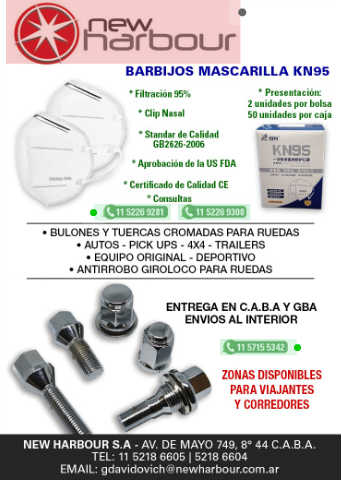 new
harbour
BARBIJOS MASCARILLA KN95
* Filtración 95%
* Clip Nasal
* Standar de Calidad
GB2626-2006
* Aprobación de la US FDA
* Certificado de Calidad CE
* Consultas
11 5226 9281
11 5226 9300
* Presentación:
2 unidades por bolsa
50 unidades por caja
KN95
• BULONES Y TUERCAS CROMADAS PARA RUEDAS
• AUTOS - PICK UPS - 4X4 - TRAILERS
• EQUIPO ORIGINAL - DEPORTIVO
• ANTIRROBO GIROLOCO PARA RUEDAS
ENTREGA EN C.A.B.A Y GBA
ENVIOS AL INTERIOR
11 5715 5342
ZONAS DISPONIBLES
PARA VIAJANTES
Y CORREDORES
NEW HARBOUR S.A - AV. DE MAYO 749, 8° 44 C.A.B.A.
TEL: 11 5218 6605 | 5218 6604
EMAIL: gdavidovich@newharbour.com.ar